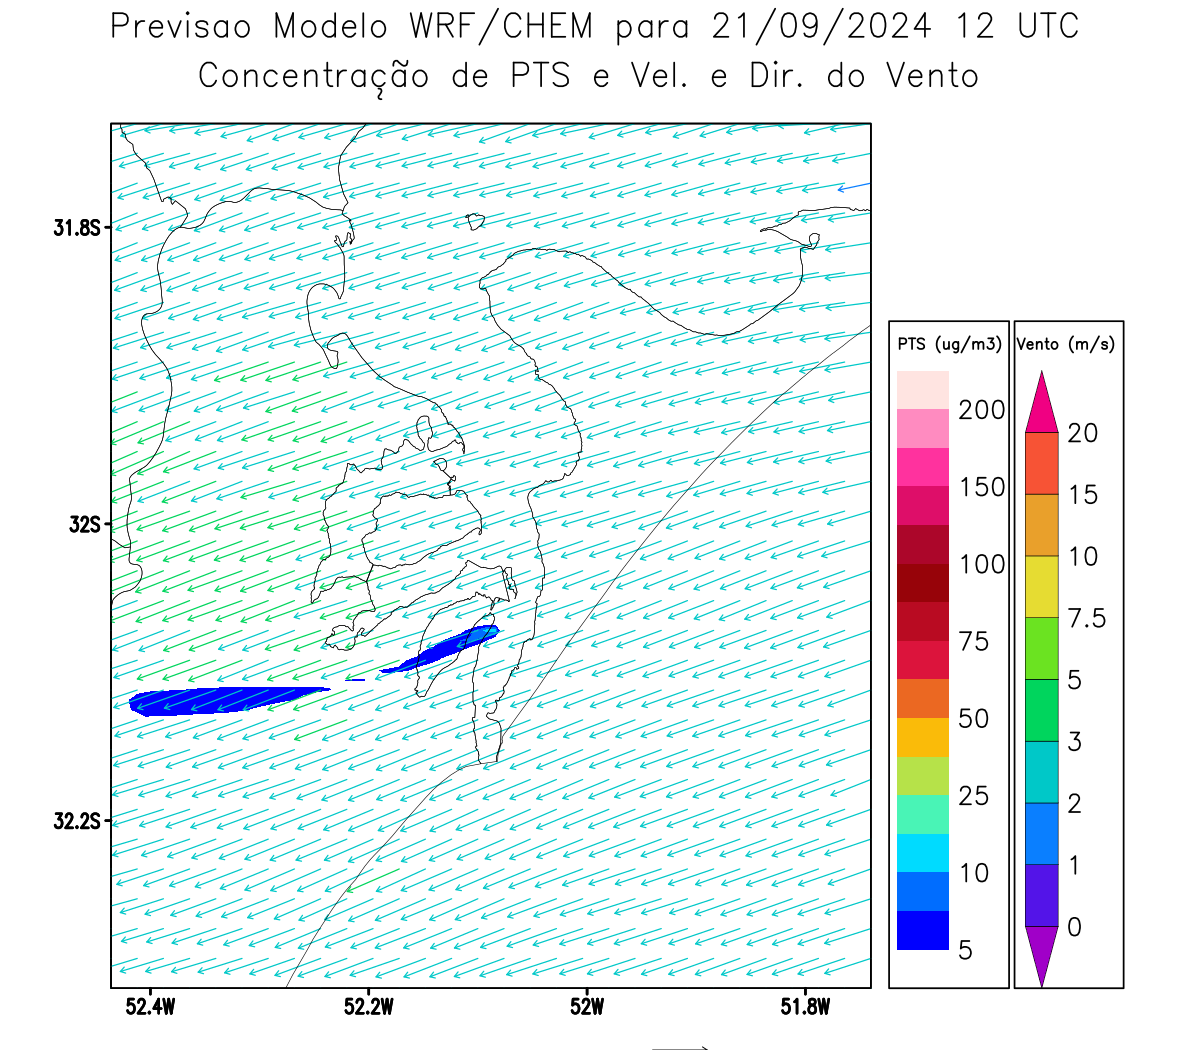 Previsao Modelo WRF/CHEM para 21/09/2024 12 UTC
Concentração de PTS e Vel. e Dir. do Vento
31.8S
32S
32.2S
52.4W 52.2W 52W 51.8W
PTS (ug/m3)
200
150
100
75
50
25
10
5
Vento (m/s)
20
15
10
7.5
5
3
2
1
0